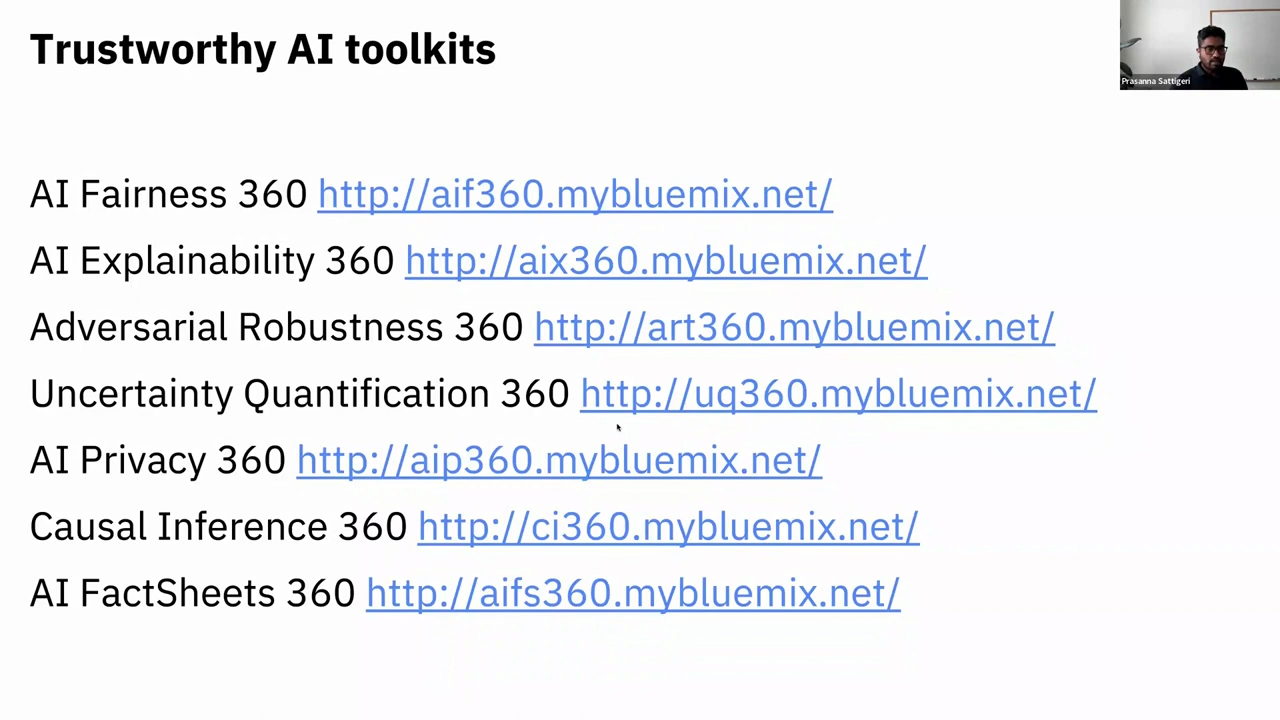 Trustworthy AI toolkits
Prasanna Sattigeri
AI Fairness 360 http://aif360.mybluemix.net/
AI Explainability 360 http://aix360.mybluemix.net/
Adversarial Robustness 360 http://art360.mybluemix.net/
Uncertainty Quantification 360 http://uq360.mybluemix.net/
AI Privacy 360 http://aip360.mybluemix.net/
Causal Inference 360 http://ci360.mybluemix.net/
AI FactSheets 360 http://aifs360.mybluemix.net/